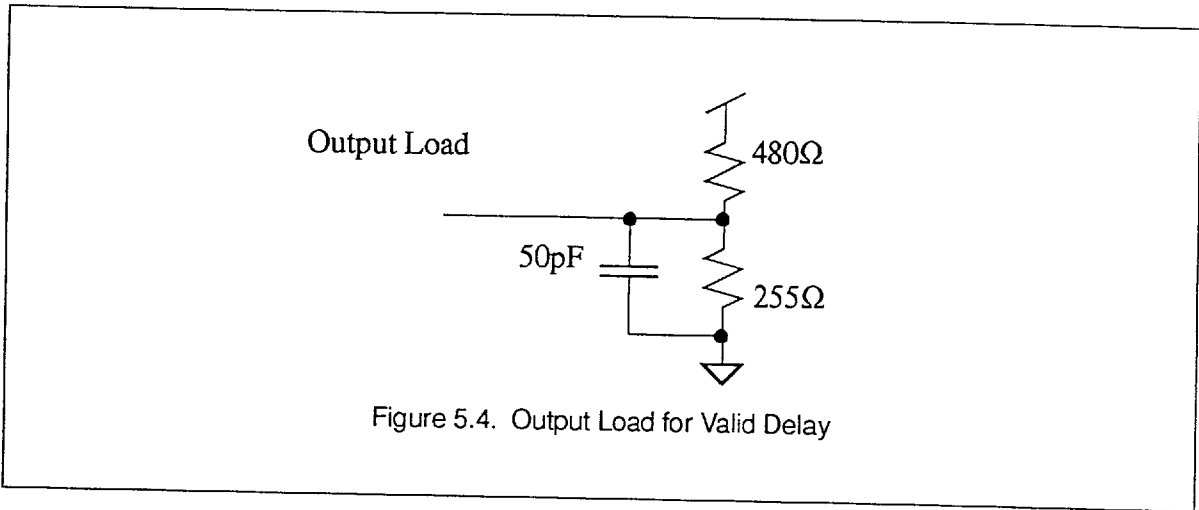 Output Load
480Ω
50pF
255Ω
Figure 5.4. Output Load for Valid Delay